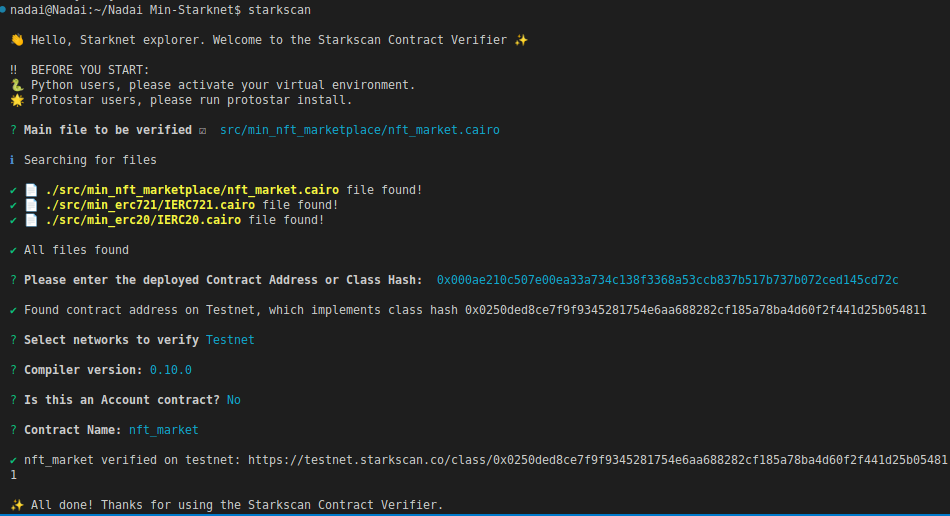 nadai@Nadai:~/Nadai Min-Starknet$ starkscan
👋 Hello, Starknet explorer. Welcome to the Starkscan Contract Verifier ✨
‼ BEFORE YOU START:
🐍 Python users, please activate your virtual environment.
🌟 Protostar users, please run protostar install.
? Main file to be verified ☑ src/min_nft_marketplace/nft_market.cairo
ℹ Searching for files
✔ 📄 ./src/min_nft_marketplace/nft_market.cairo file found!
✔ 📄 ./src/min_erc721/IERC721.cairo file found!
✔ 📄 ./src/min_erc20/IERC20.cairo file found!
✔ All files found
? Please enter the deployed Contract Address or Class Hash: 0x000ae210c507e00ea33a734c138f3368a53ccb837b517b737b072ced145cd72c
✔ Found contract address on Testnet, which implements class hash 0x0250ded8ce7f9f9345281754e6aa688282cf185a78ba4d60f2f441d25b054811
? Select networks to verify Testnet
? Compiler version: 0.10.0
? Is this an Account contract? No
? Contract Name: nft_market
✔ nft_market verified on testnet: https://testnet.starkscan.co/class/0x0250ded8ce7f9f9345281754e6aa688282cf185a78ba4d60f2f441d25b05481
1
✨ All done! Thanks for using the Starkscan Contract Verifier.